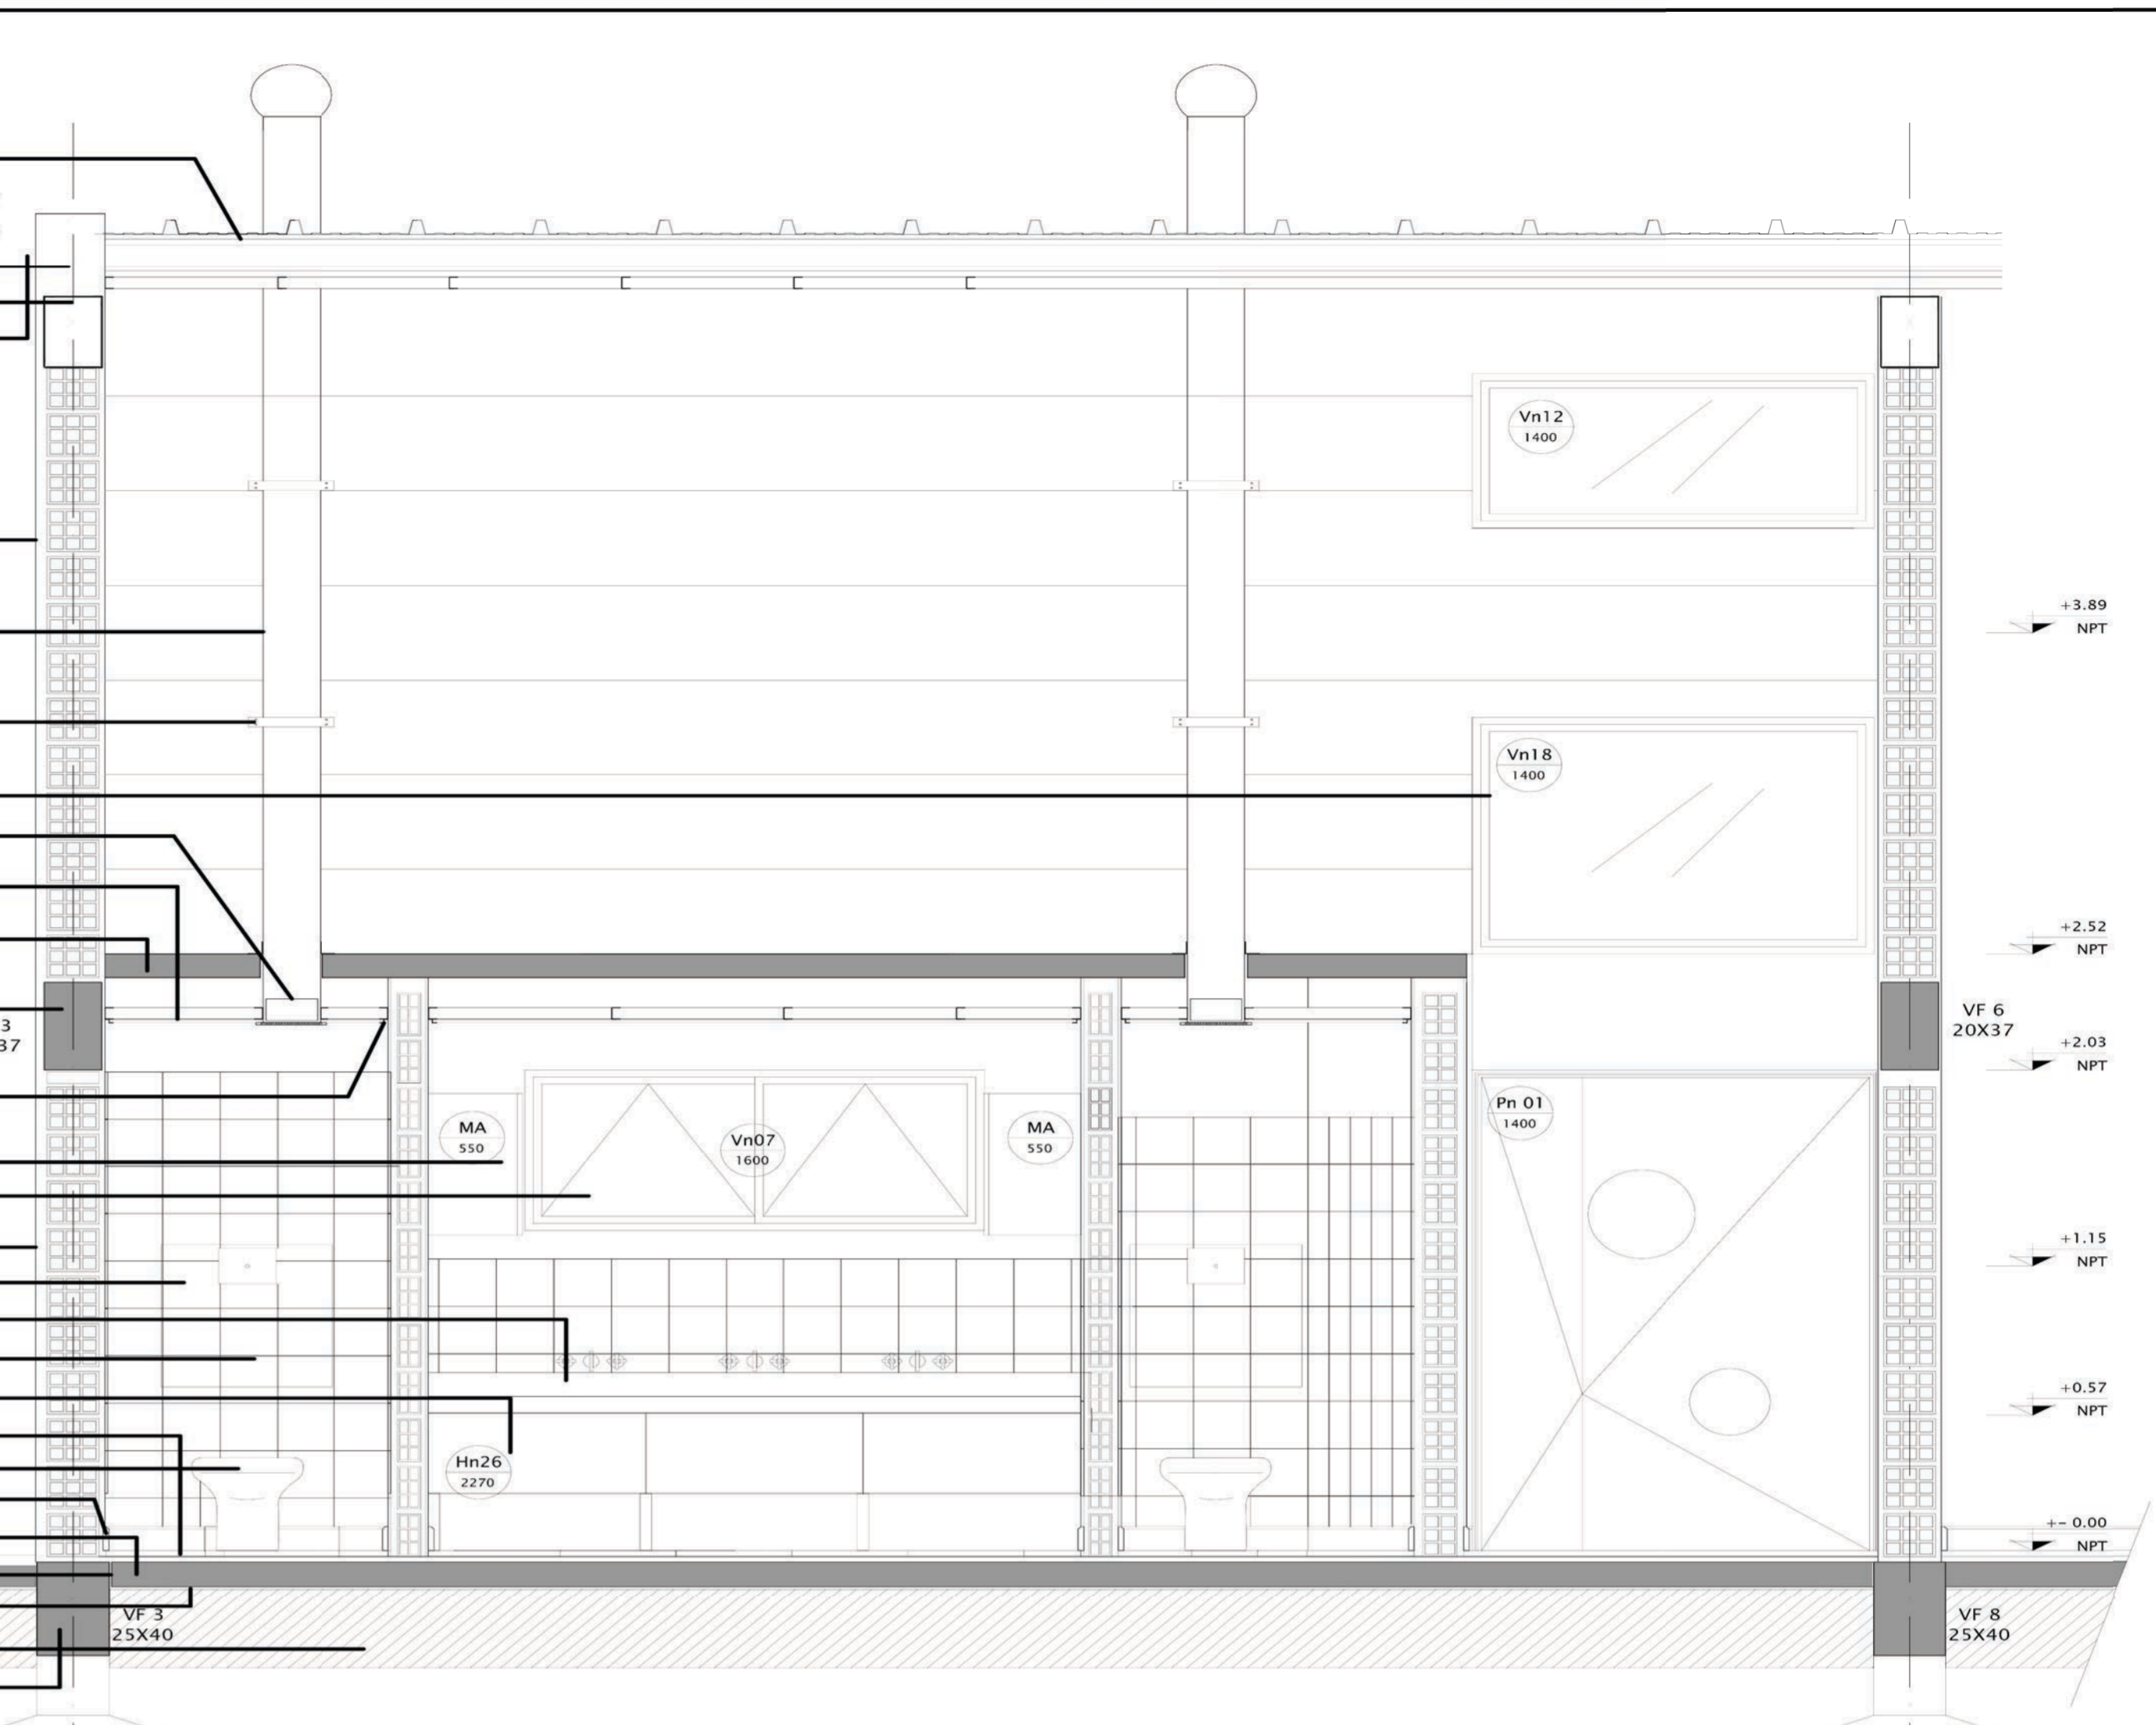 Vn12
1400
+3.89
NPT
Vn18
1400
+2.52
NPT
3
37
VF 6
20X37
+2.03
NPT
MA
550
Vn07
1600
MA
550
Pn 01
1400
+1.15
NPT
+0.57
NPT
Hn26
2270
+- 0.00
NPT
VF 3
25X40
VF 8
25X40